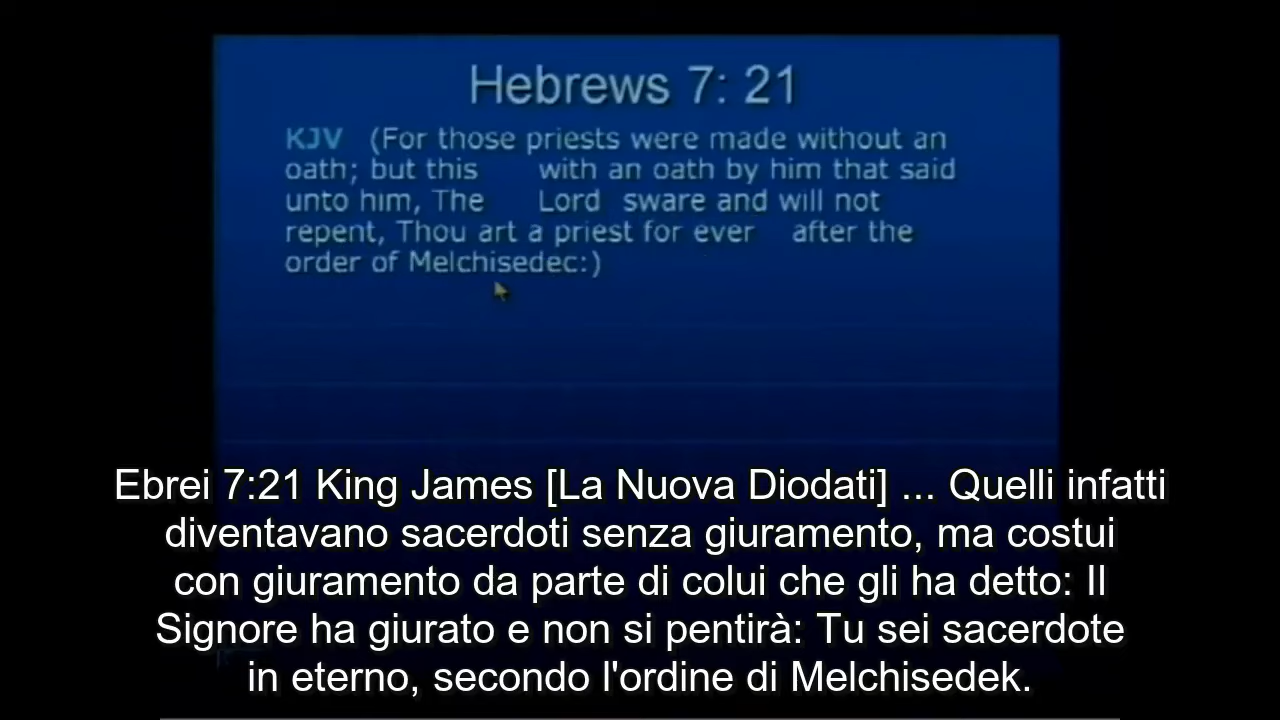 Hebrews 7: 21
KJV (For those priests were made without an
oath; but this with an oath by him that said
unto him, The Lord sware and will not
repent, Thou art a priest for ever after the
order of Melchisedec:)
Ebrei 7:21 King James [La Nuova Diodati] ... Quelli infatti
diventavano sacerdoti senza giuramento, ma costui
con giuramento da parte di colui che gli ha detto: Il
Signore ha giurato e non si pentirà: Tu sei sacerdote
in eterno, secondo l'ordine di Melchisedek.